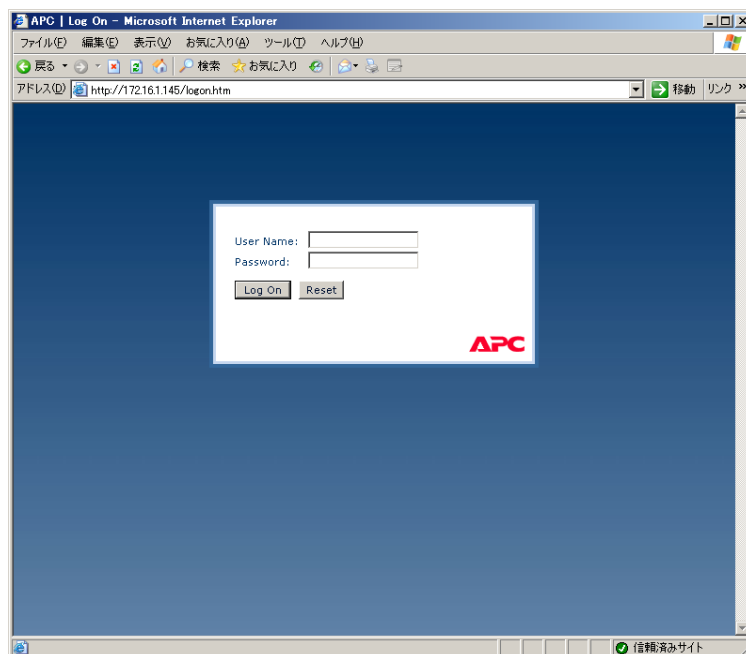 APC | Log On - Microsoft Internet Explorer
ファイル(F) 編集(E) 表示(V) お気に入り(A) ツール(T) ヘルプ(H)
戻る 検索 お気に入り
アドレス(D) http://172.16.1.145/logon.htm 移動 リンク »
User Name:
Password:
Log On Reset
APC
信頼済みサイト